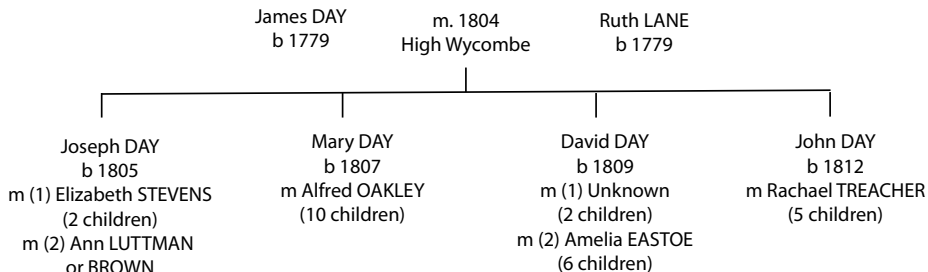 James DAY
b 1779
m. 1804
High Wycombe
Ruth LANE
b 1779
Joseph DAY
b 1805
m (1) Elizabeth STEVENS
(2 children)
m (2) Ann LUTTMAN
or BROWN
Mary DAY
b 1807
m Alfred OAKLEY
(10 children)
David DAY
b 1809
m (1) Unknown
(2 children)
m (2) Amelia EASTOE
(6 children)
John DAY
b 1812
m Rachael TREACHER
(5 children)